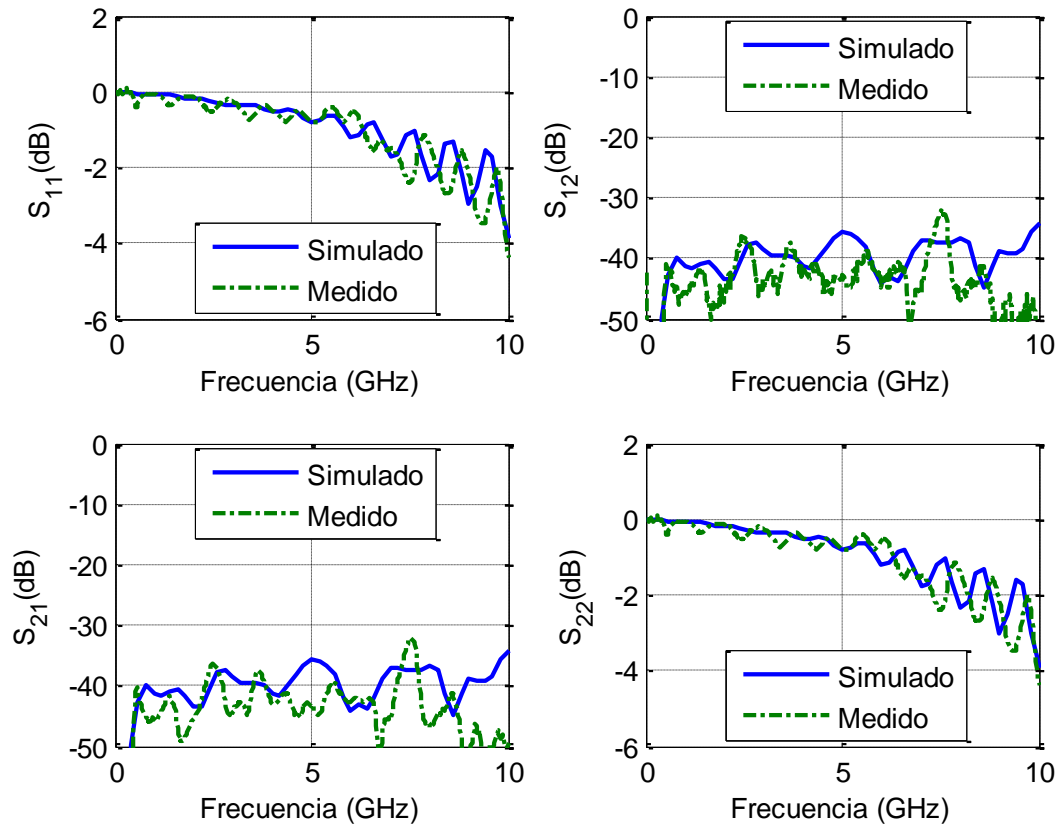 2
0
-2
-4
-6
S11(dB)
Simulado
Medido
0
5
10
Frecuencia (GHz)
0
-10
-20
-30
-40
-50
S12(dB)
Simulado
Medido
0
5
10
Frecuencia (GHz)
0
-10
-20
-30
-40
-50
S21(dB)
Simulado
Medido
0
5
10
Frecuencia (GHz)
2
0
-2
-4
-6
S22(dB)
Simulado
Medido
0
5
10
Frecuencia (GHz)